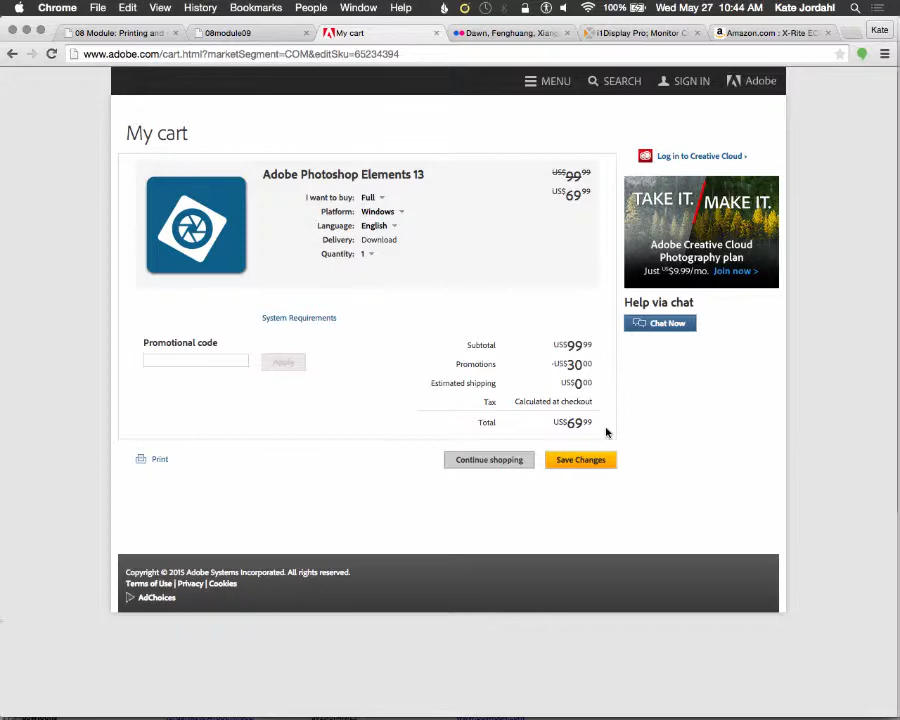 Chrome File Edit View History Bookmarks People Window Help 100% Wed May 27 10:44 AM Kate Jordahl
08 Module: Printing and 08module09 My cart Dawn, Fenghuang, Xiang i1Display Pro; Monitor C Amazon.com : X-Rite EC Kate
www.adobe.com/cart.html?marketSegment=COM&editSku=65234394
MENU SEARCH SIGN IN Adobe
My cart
Log in to Creative Cloud ›
Adobe Photoshop Elements 13 US$99.99
US$69.99
I want to buy: Full
Platform: Windows
Language: English
Delivery: Download
Quantity: 1
TAKE IT. MAKE IT.
Adobe Creative Cloud
Photography plan
Just US$9.99/mo. Join now >
Help via chat
Chat Now
System Requirements
Promotional code
Apply
Subtotal US$99.99
Promotions -US$30.00
Estimated shipping US$0.00
Tax Calculated at checkout
Total US$69.99
Print Continue shopping Save Changes
Copyright © 2015 Adobe Systems Incorporated. All rights reserved.
Terms of Use | Privacy | Cookies
AdChoices